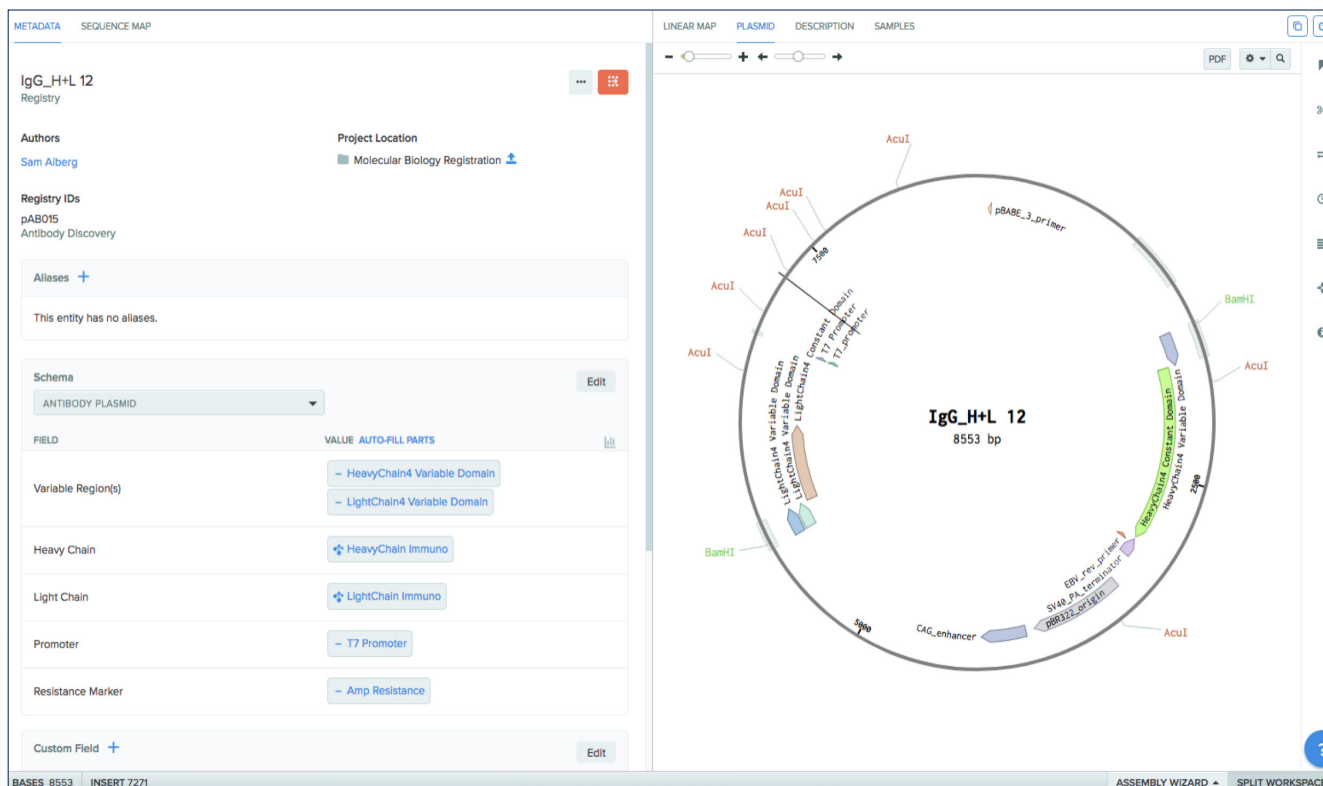 METADATA SEQUENCE MAP
IgG_H+L 12
Registry
Authors
Sam Alberg
Project Location
Molecular Biology Registration
Registry IDs
pAB015
Antibody Discovery
Aliases +
This entity has no aliases.
Schema
Edit
ANTIBODY PLASMID
FIELD VALUE AUTO-FILL PARTS
Variable Region(s)
HeavyChain4 Variable Domain
LightChain4 Variable Domain
Heavy Chain HeavyChain Immuno
Light Chain LightChain Immuno
Promoter T7 Promoter
Resistance Marker Amp Resistance
Custom Field + Edit
BASES 8553 INSERT 7271
LINEAR MAP PLASMID DESCRIPTION SAMPLES
PDF
AcuI
AcuI
AcuI
AcuI
AcuI
AcuI
pBABE_3_primer
7500
BamHI
AcuI
LightChain4 Variable Domain
LightChain4 Variable Domain
LightChain4 Constant Domain
T7 Promoter
T7_promoter
IgG_H+L 12
8553 bp
HeavyChain4 Constant Domain
HeavyChain4 Variable Domain
2500
BamHI
EBV_rev_primer
SV40_PA_terminator
pBR322_origin
CAG_enhancer
5000
AcuI
ASSEMBLY WIZARD SPLIT WORKSPACE